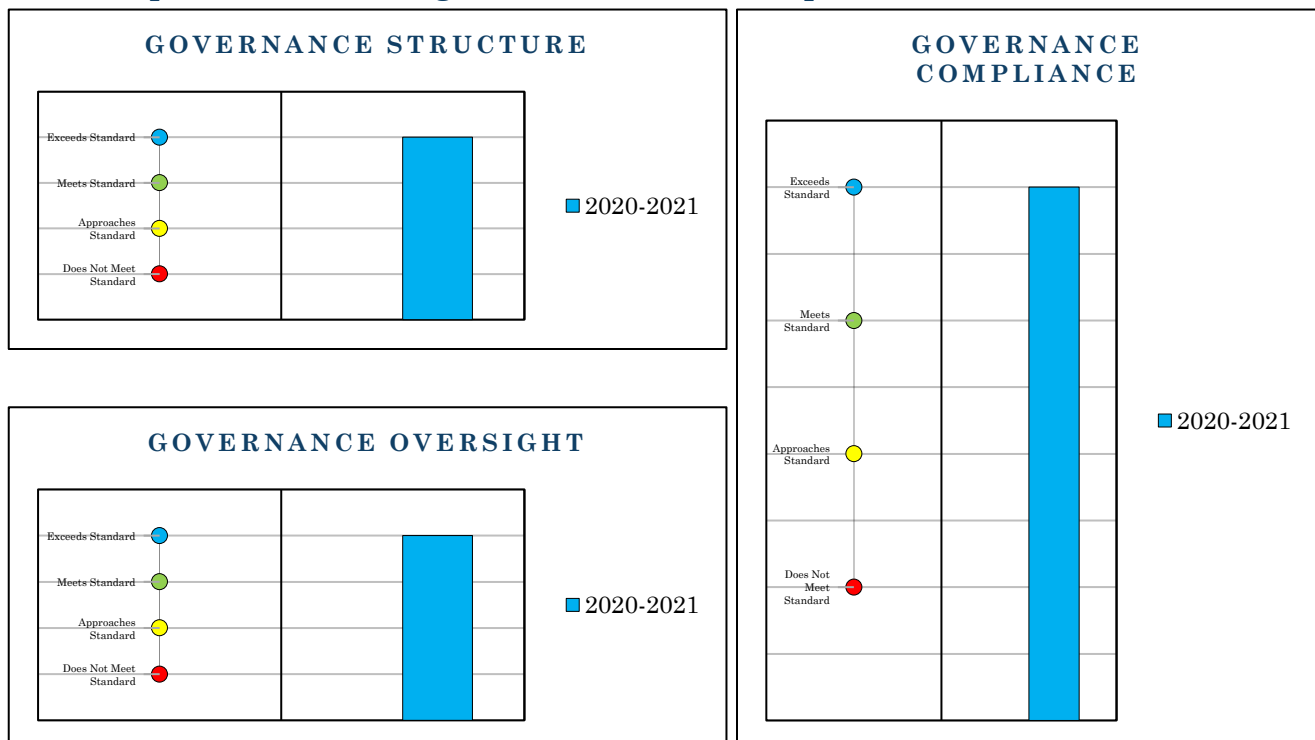 GOVERNANCE STRUCTURE
Exceeds Standard
Meets Standard
Approaches
Standard
Does Not Meet
Standard
2020-2021
GOVERNANCE OVERSIGHT
Exceeds Standard
Meets Standard
Approaches
Standard
Does Not Meet
Standard
2020-2021
GOVERNANCE
COMPLIANCE
Exceeds
Standard
Meets
Standard
Approaches
Standard
Does Not
Meet
Standard
2020-2021